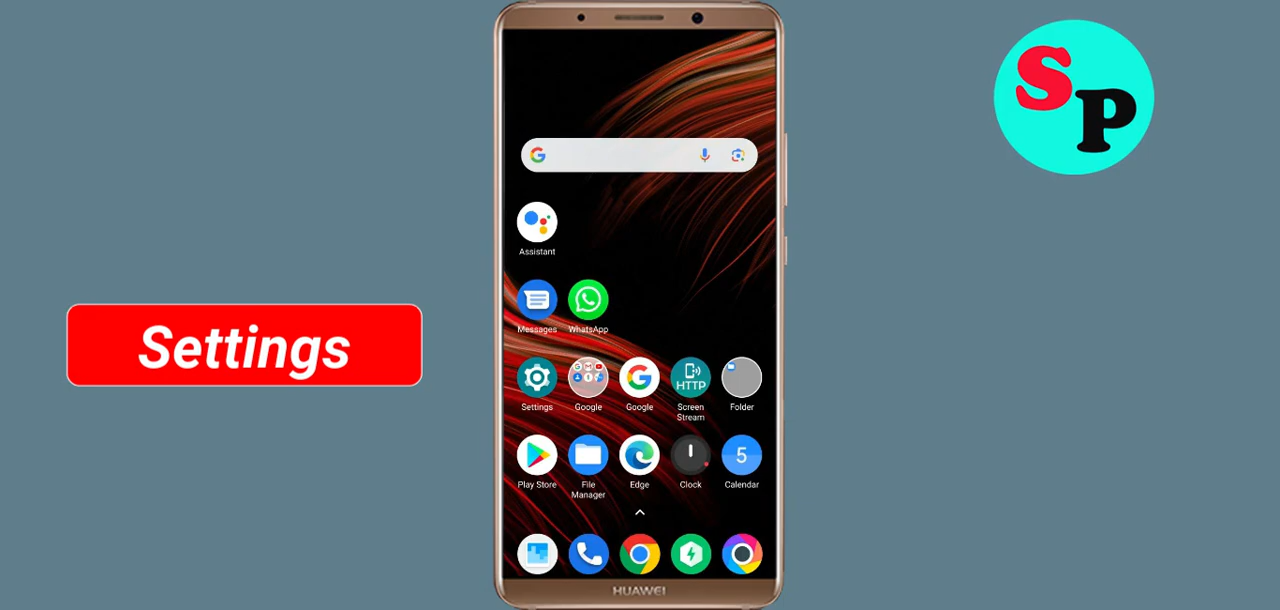 SP
Settings
Assistant
Messages WhatsApp
HTTP
Settings Google Google Screen Stream Folder
5
Play Store File Manager Edge Clock Calendar
HUAWEI